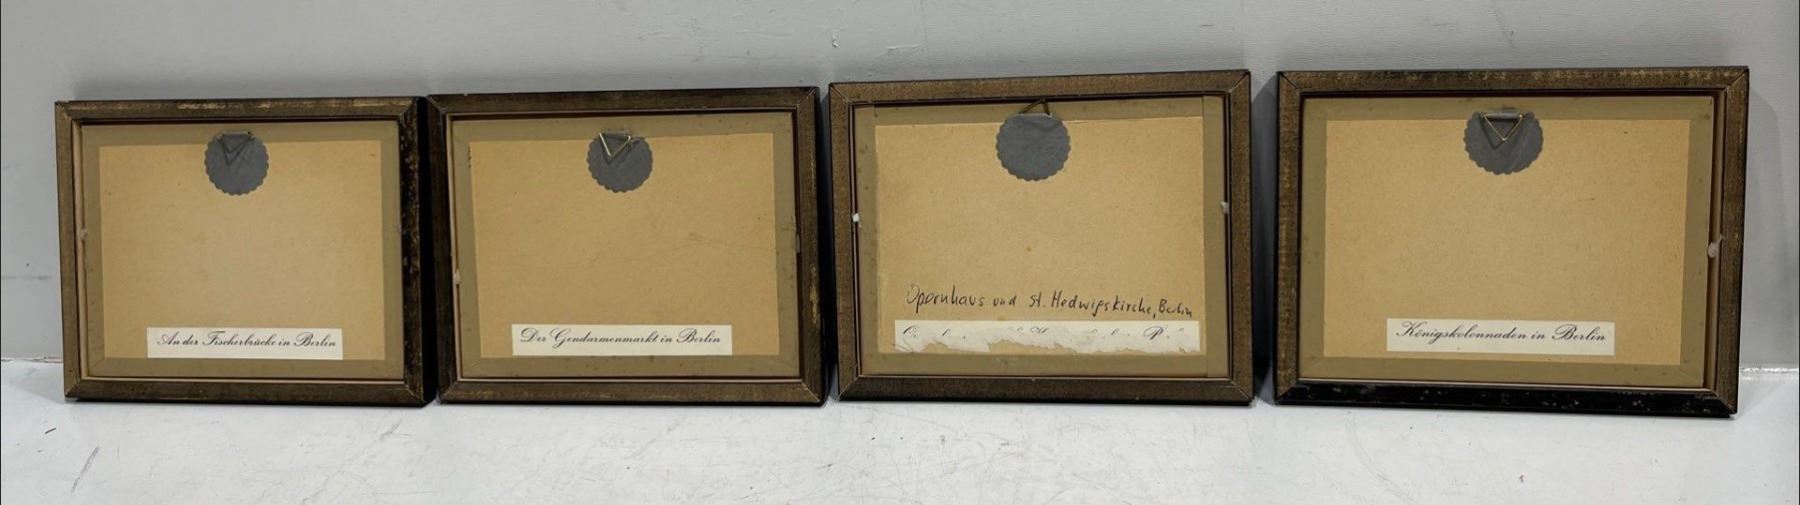 An der Fischerbrücke in Berlin
Der Gendarmenmarkt in Berlin
Opernhaus und St. Hedwigskirche, Berlin
Königskolonnaden in Berlin